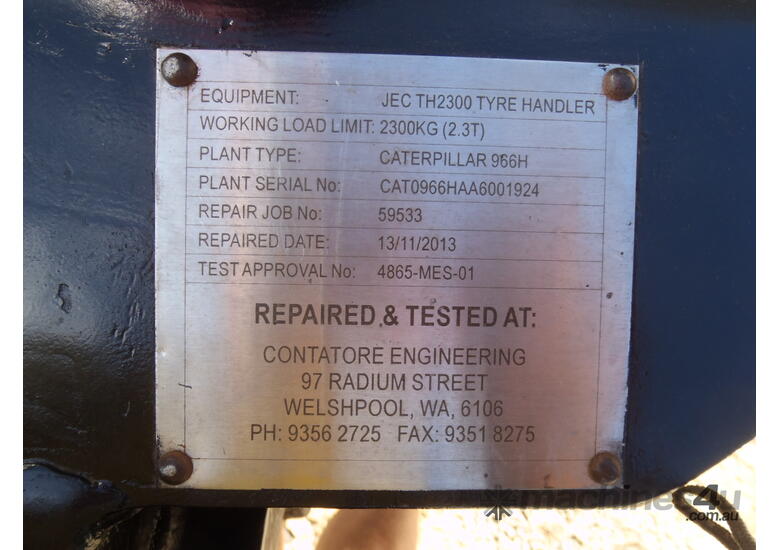 EQUIPMENT: JEC TH2300 TYRE HANDLER
WORKING LOAD LIMIT: 2300KG (2.3T)
PLANT TYPE: CATERPILLAR 966H
PLANT SERIAL No: CAT0966HAA6001924
REPAIR JOB No: 59533
REPAIRED DATE: 13/11/2013
TEST APPROVAL No: 4865-MES-01
REPAIRED & TESTED AT:
CONTATORE ENGINEERING
97 RADIUM STREET
WELSHPOOL, WA, 6106
PH: 9356 2725 FAX: 9351 8275
machines4u
.com.au